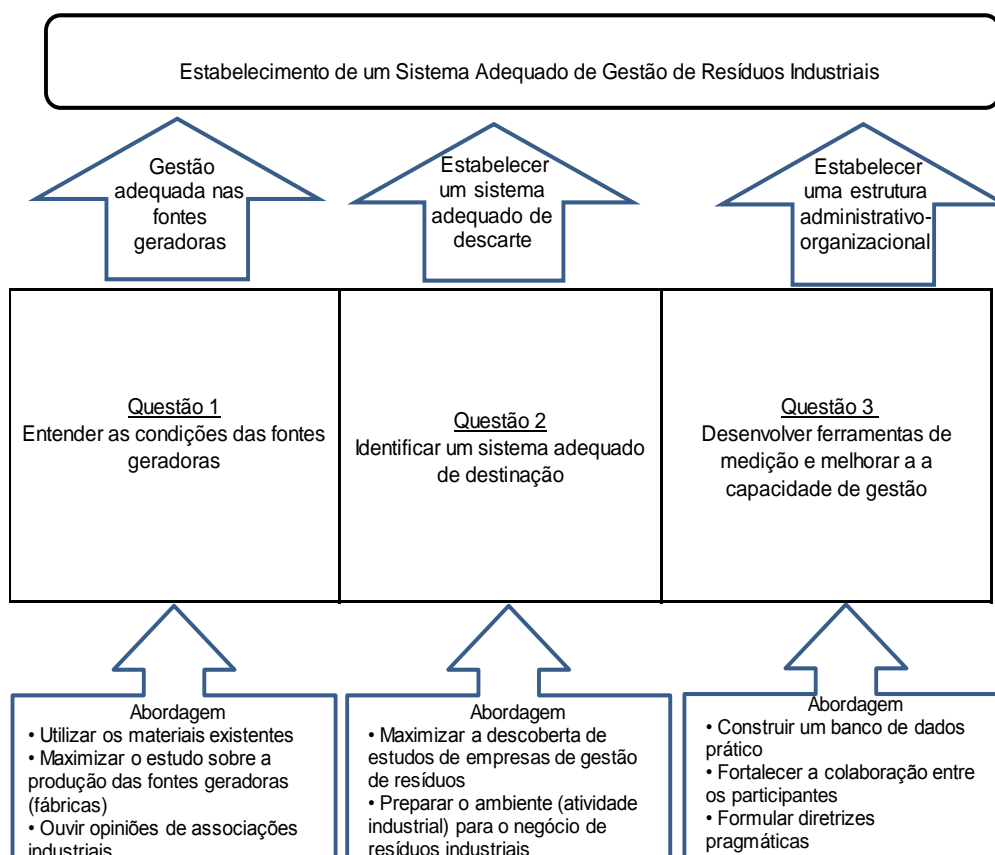 Estabelecimento de um Sistema Adequado de Gestão de Resíduos Industriais
Gestão
adequada nas
fontes
geradoras
Estabelecer
um sistema
adequado de
descarte
Estabelecer
uma estrutura
administrativo-
organizacional
Questão 1
Entender as condições das fontes
geradoras
Questão 2
Identificar um sistema adequado
de destinação
Questão 3
Desenvolver ferramentas de
medição e melhorar a a
capacidade de gestão
Abordagem
• Utilizar os materiais existentes
• Maximizar o estudo sobre a
produção das fontes geradoras
(fábricas)
• Ouvir opiniões de associações
industriais
Abordagem
• Maximizar a descoberta de
estudos de empresas de gestão
de resíduos
• Preparar o ambiente (atividade
industrial) para o negócio de
resíduos industriais
Abordagem
• Construir um banco de dados
prático
• Fortalecer a colaboração entre
os participantes
• Formular diretrizes
pragmáticas